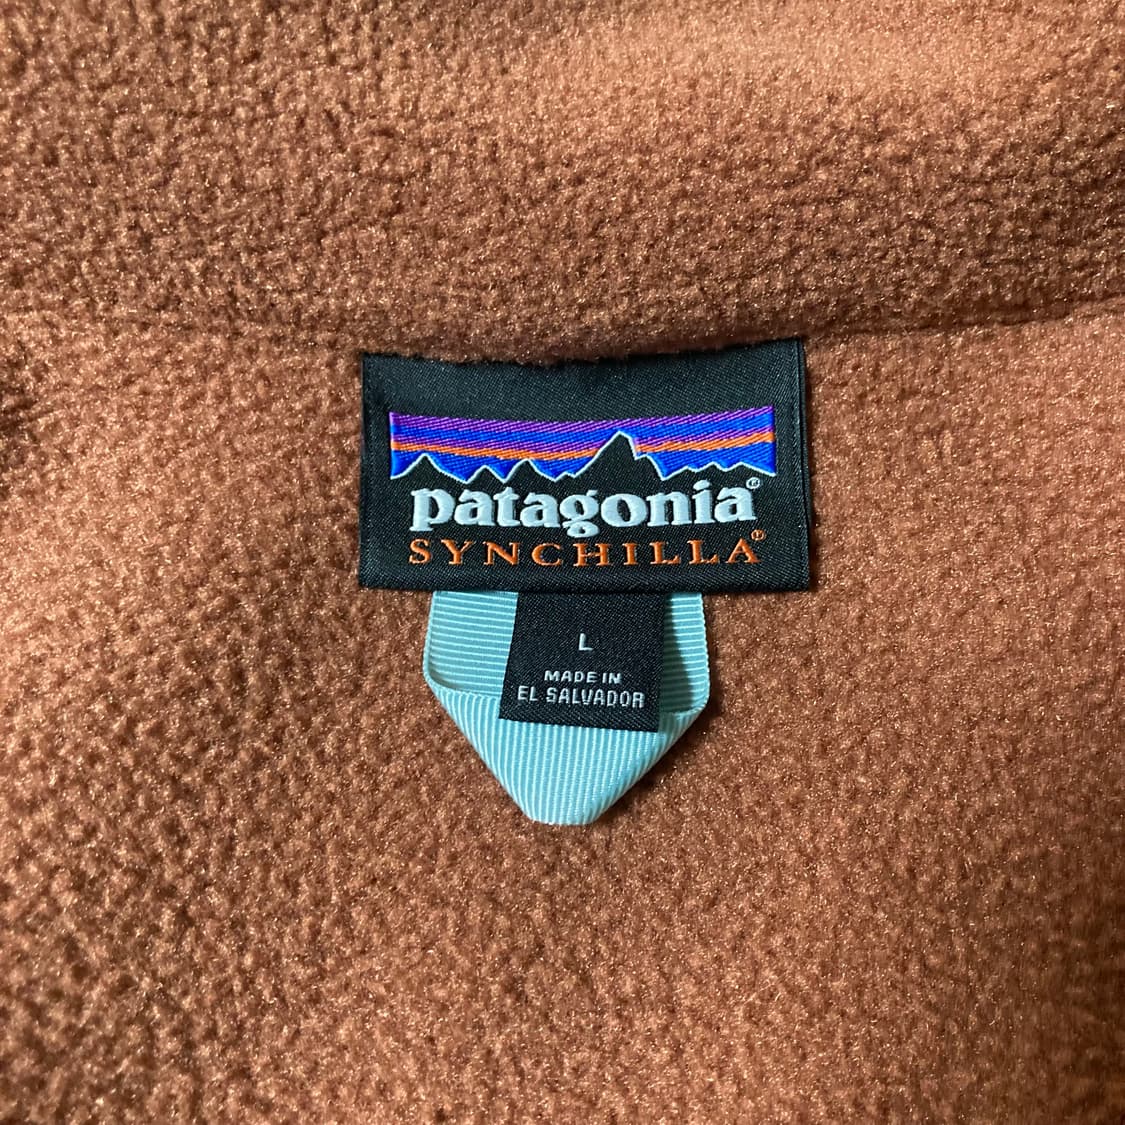 patagonia®
SYNCHILLA®
L
MADE IN
EL SALVADOR